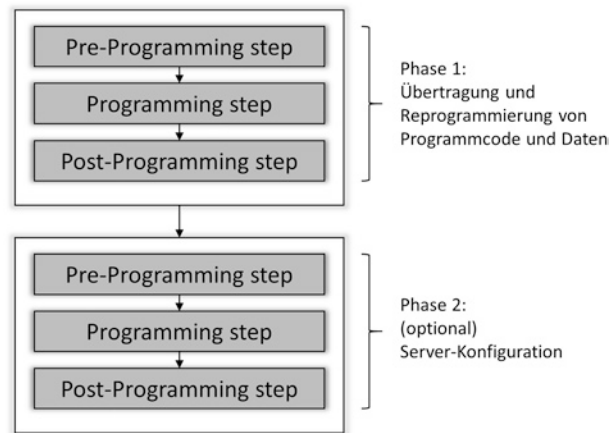 Pre-Programming step
Programming step
Post-Programming step
Phase 1:
Übertragung und
Reprogrammierung von
Programmcode und Daten
Pre-Programming step
Programming step
Post-Programming step
Phase 2:
(optional)
Server-Konfiguration